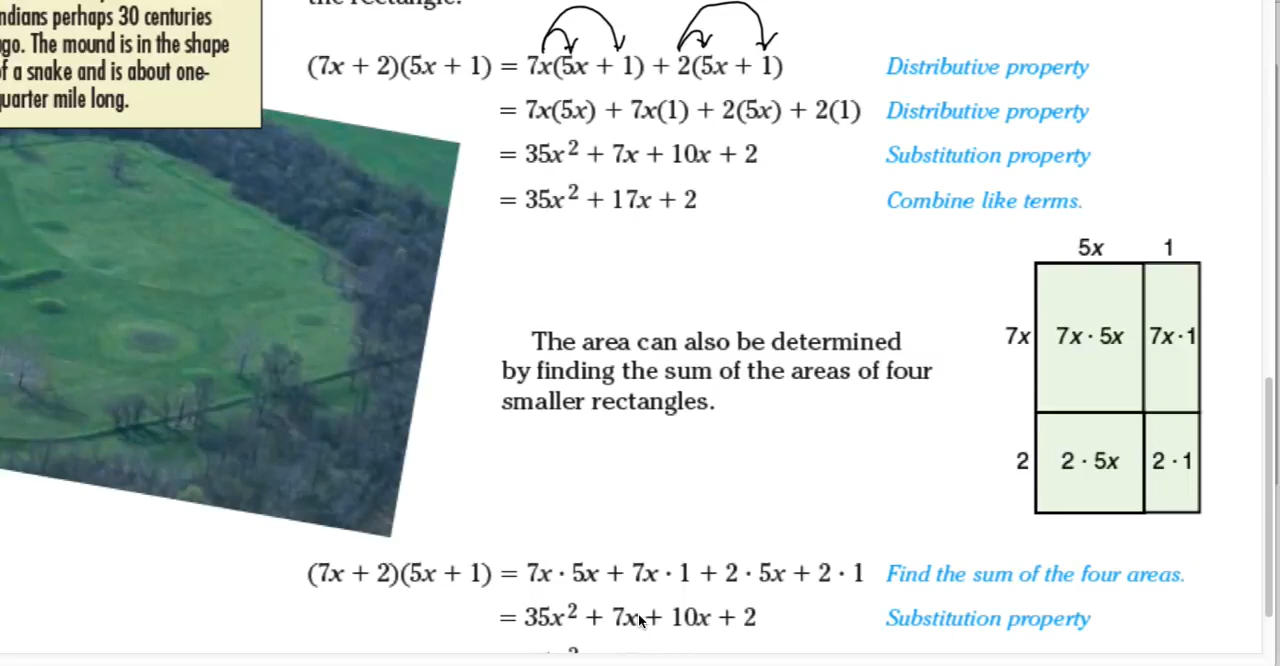 ndians perhaps 30 centuries
go. The mound is in the shape
f a snake and is about one-
uarter mile long.
the rectangle.
(7x + 2)(5x + 1) = 7x(5x + 1) + 2(5x + 1) Distributive property
= 7x(5x) + 7x(1) + 2(5x) + 2(1) Distributive property
= 35x² + 7x + 10x + 2 Substitution property
= 35x² + 17x + 2 Combine like terms.
The area can also be determined
by finding the sum of the areas of four
smaller rectangles.
5x 1
7x 7x · 5x 7x · 1
2 2 · 5x 2 · 1
(7x + 2)(5x + 1) = 7x · 5x + 7x · 1 + 2 · 5x + 2 · 1 Find the sum of the four areas.
= 35x² + 7x + 10x + 2 Substitution property